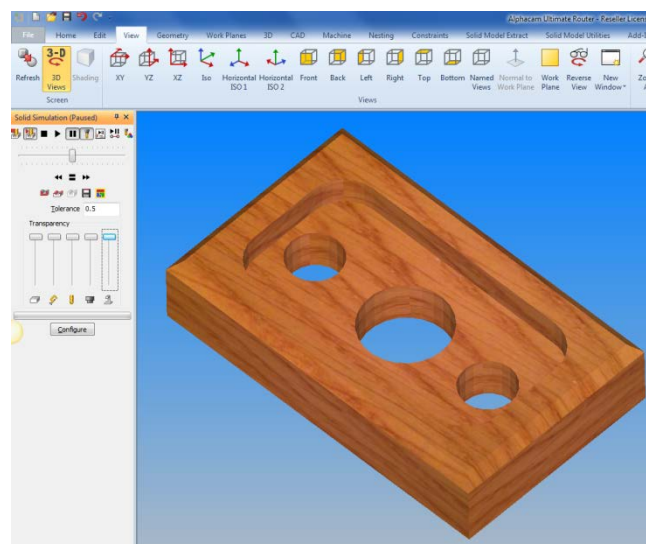 Alphacam Ultimate Router - Reseller Licens
File Home Edit View Geometry Work Planes 3D CAD Machine Nesting Constraints Solid Model Extract Solid Model Utilities Add-
3-D
Refresh 3D Views Shading XY YZ XZ Iso Horizontal ISO 1 Horizontal ISO 2 Front Back Left Right Top Bottom Named Views Normal to Work Plane Work Plane Reverse View New Window
Screen Views
Solid Simulation (Paused)
Tolerance 0.5
Transparency
Configure